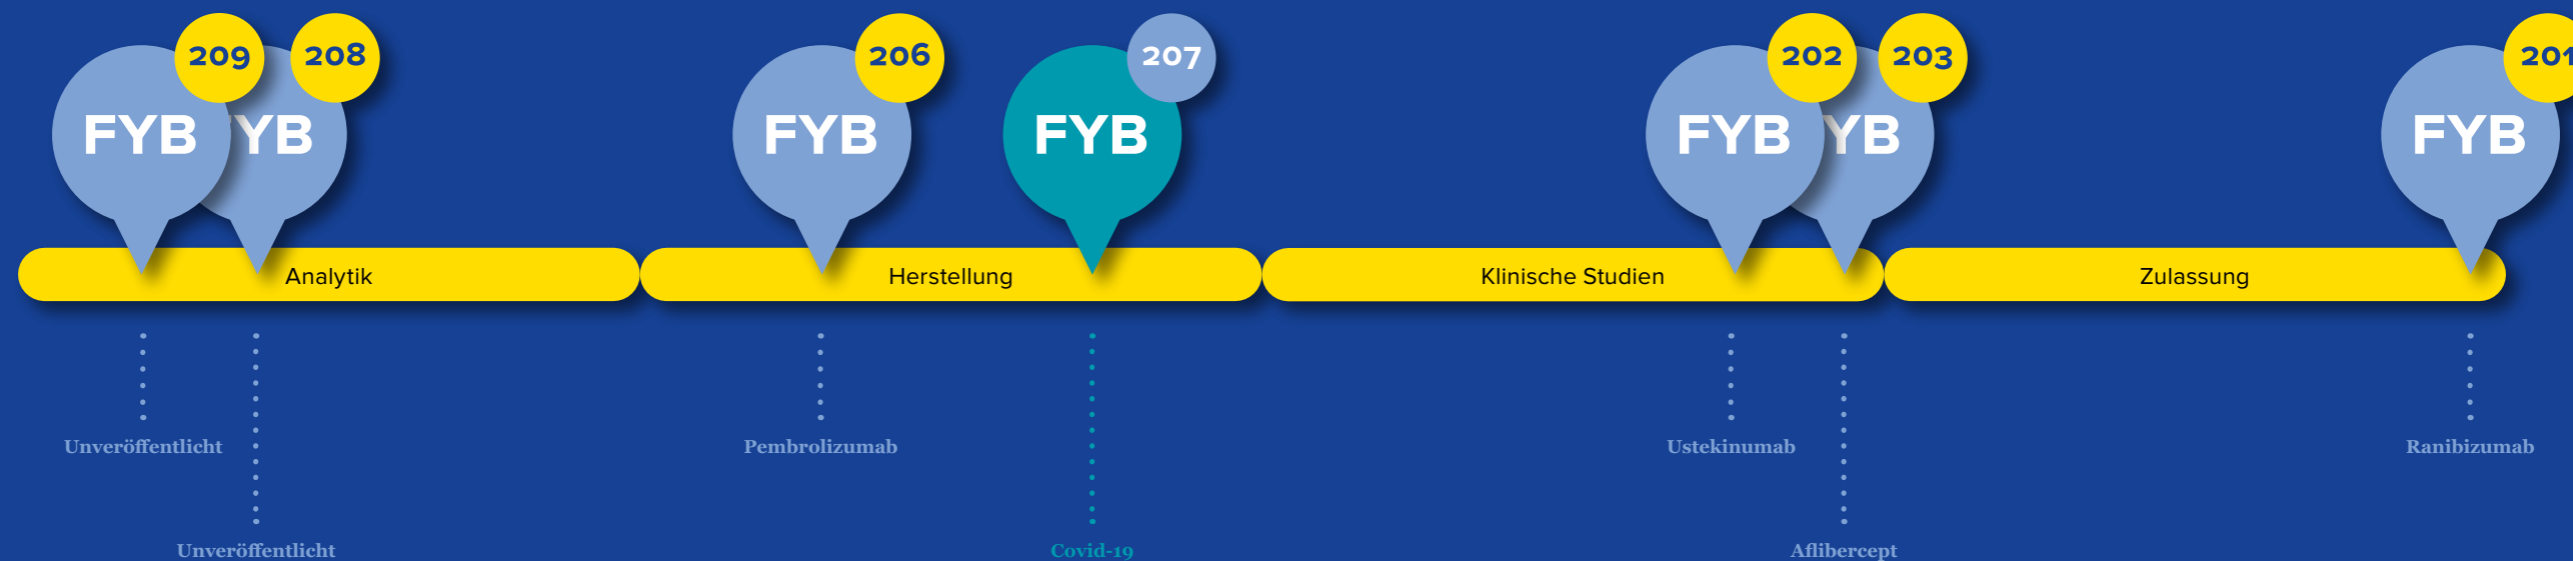 209
208
206
207
202
203
201
FYB
YB
FYB
FYB
FYB
YB
FYB
Analytik
Herstellung
Klinische Studien
Zulassung
Unveröffentlicht
Pembrolizumab
Ustekinumab
Ranibizumab
Unveröffentlicht
Covid-19
Aflibercept